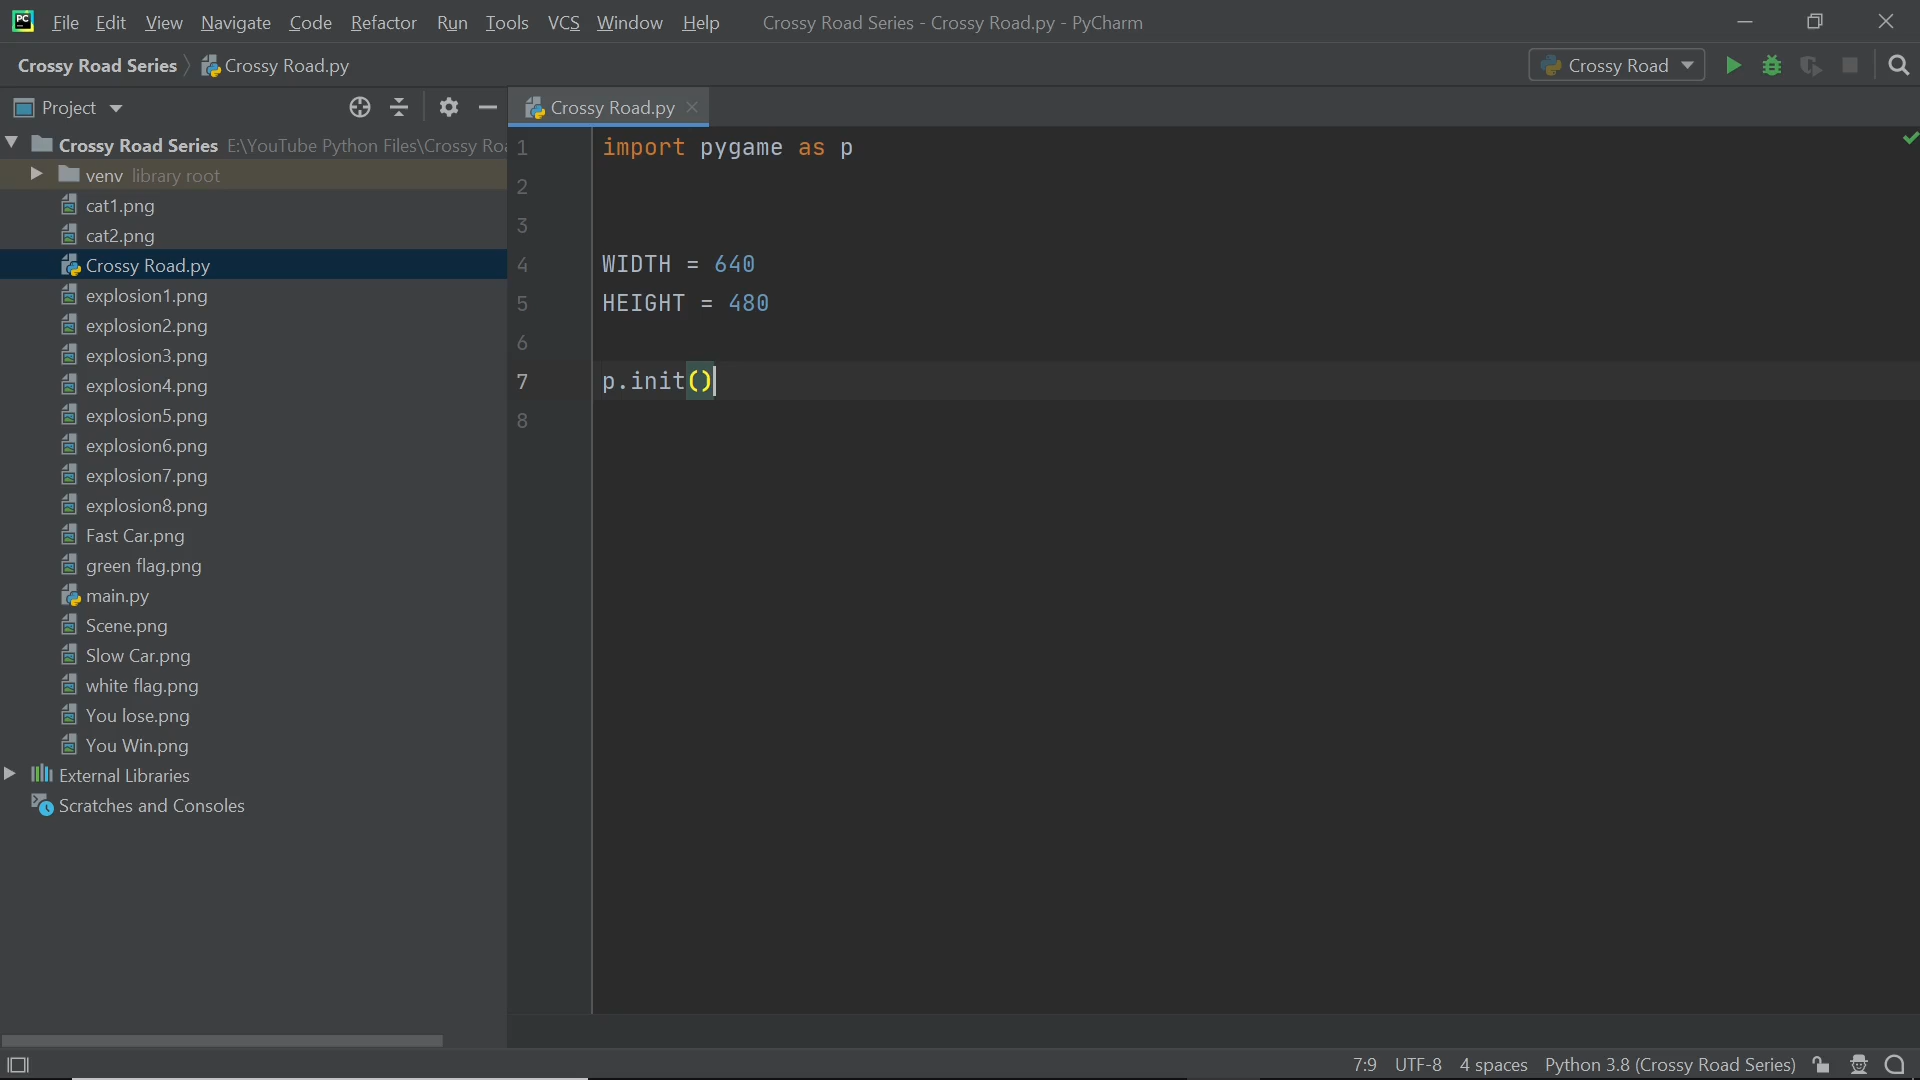 PC File Edit View Navigate Code Refactor Run Tools VCS Window Help Crossy Road Series - Crossy Road.py - PyCharm
Crossy Road Series Crossy Road.py Crossy Road
Project Crossy Road.py
Crossy Road Series E:\YouTube Python Files\Crossy Ro
venv library root
cat1.png
cat2.png
Crossy Road.py
explosion1.png
explosion2.png
explosion3.png
explosion4.png
explosion5.png
explosion6.png
explosion7.png
explosion8.png
Fast Car.png
green flag.png
main.py
Scene.png
Slow Car.png
white flag.png
You lose.png
You Win.png
External Libraries
Scratches and Consoles
1 import pygame as p
2
3
4 WIDTH = 640
5 HEIGHT = 480
6
7 p.init()
8
7:9 UTF-8 4 spaces Python 3.8 (Crossy Road Series)